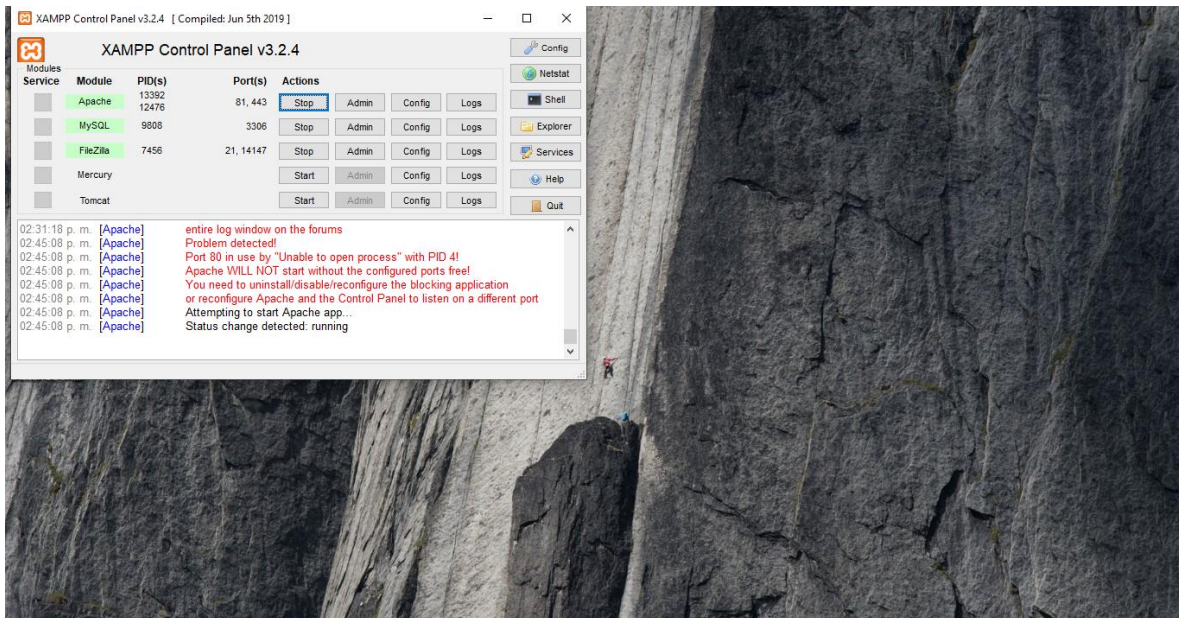 XAMPP Control Panel v3.2.4 [ Compiled: Jun 5th 2019 ]
XAMPP Control Panel v3.2.4
Config
Modules
Service Module PID(s) Port(s) Actions
Netstat
Apache 13392 12476 81, 443 Stop Admin Config Logs
Shell
MySQL 9808 3306 Stop Admin Config Logs
Explorer
FileZilla 7456 21, 14147 Stop Admin Config Logs
Services
Mercury Start Admin Config Logs
Help
Tomcat Start Admin Config Logs
Quit
02:31:18 p. m. [Apache] entire log window on the forums
02:45:08 p. m. [Apache] Problem detected!
02:45:08 p. m. [Apache] Port 80 in use by "Unable to open process" with PID 4!
02:45:08 p. m. [Apache] Apache WILL NOT start without the configured ports free!
02:45:08 p. m. [Apache] You need to uninstall/disable/reconfigure the blocking application
02:45:08 p. m. [Apache] or reconfigure Apache and the Control Panel to listen on a different port
02:45:08 p. m. [Apache] Attempting to start Apache app...
02:45:08 p. m. [Apache] Status change detected: running